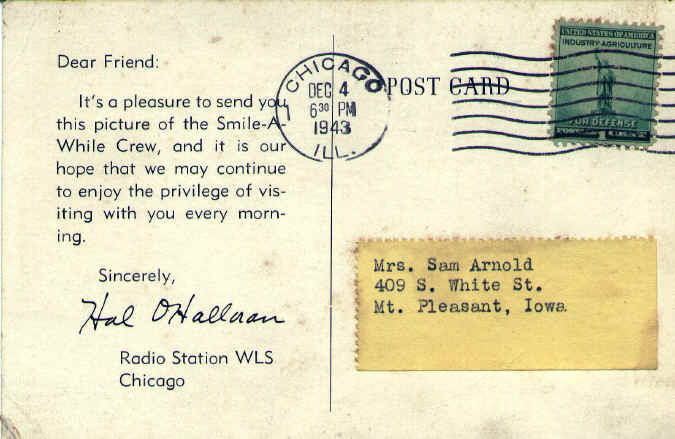 Dear Friend:
It's a pleasure to send you
this picture of the Smile-A-
While Crew, and it is our
hope that we may continue
to enjoy the privilege of vis-
iting with you every morn-
ing.
Sincerely,
Hal O'Halloran
Radio Station WLS
Chicago
CHICAGO
DEC 4
6 30 PM
1943
ILL.
1
POST CARD
UNITED STATES OF AMERICA
INDUSTRY-AGRICULTURE
FOR DEFENSE
Mrs. Sam Arnold
409 S. White St.
Mt. Pleasant, Iowa